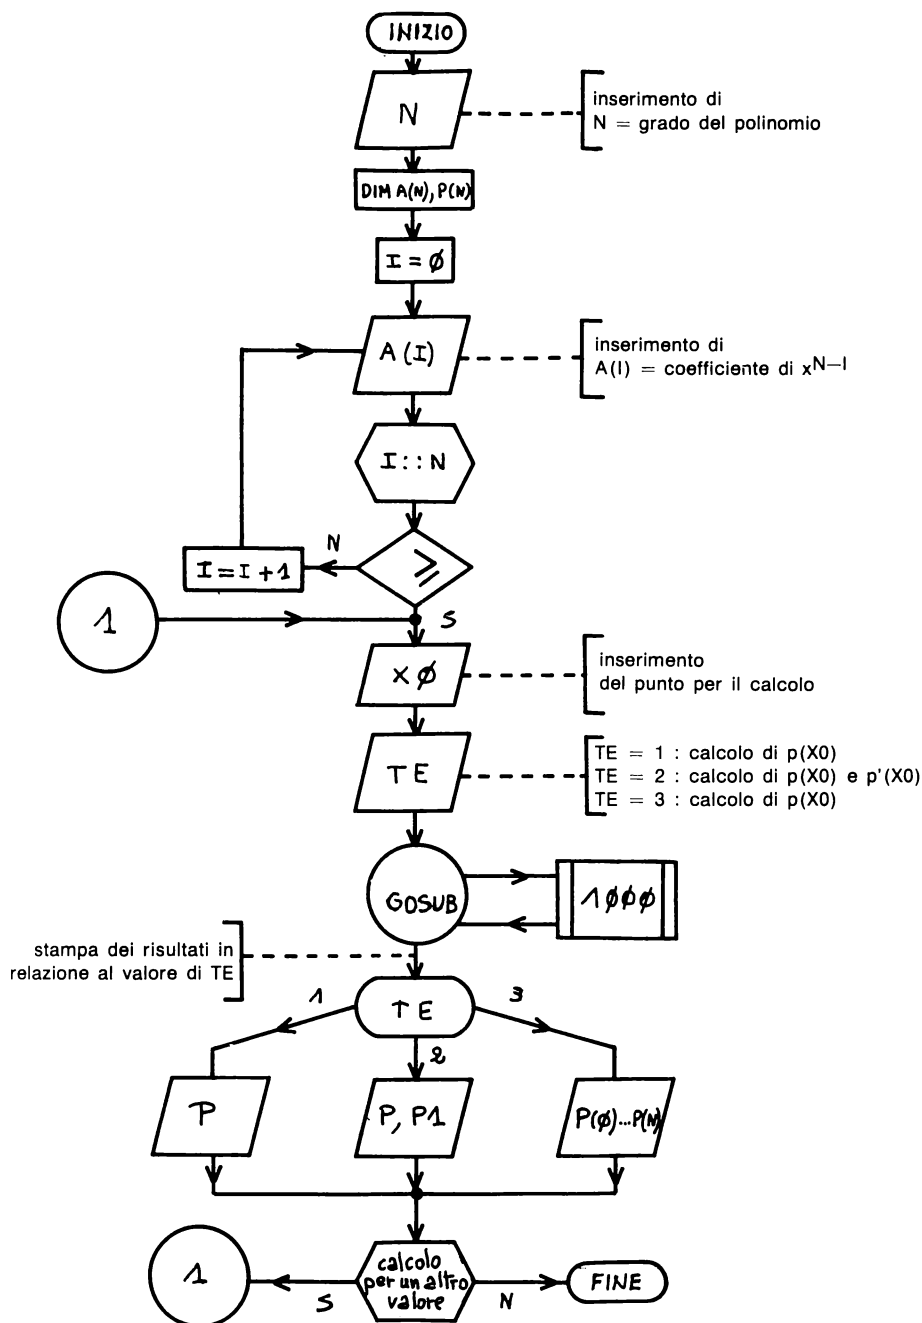 INIZIO
N
inserimento di
N = grado del polinomio
DIM A(N), P(N)
I = ø
A (I)
inserimento di
A(I) = coefficiente di x^N−I
I : : N
N
≥
I = I + 1
1
S
X ø
inserimento
del punto per il calcolo
T E
TE = 1 : calcolo di p(X0)
TE = 2 : calcolo di p(X0) e p'(X0)
TE = 3 : calcolo di p(X0)
GOSUB
1øøø
stampa dei risultati in
relazione al valore di TE
T E
1
2
3
P
P, P1
P(ø)...P(N)
calcolo
per un altro
valore
S
N
1
FINE